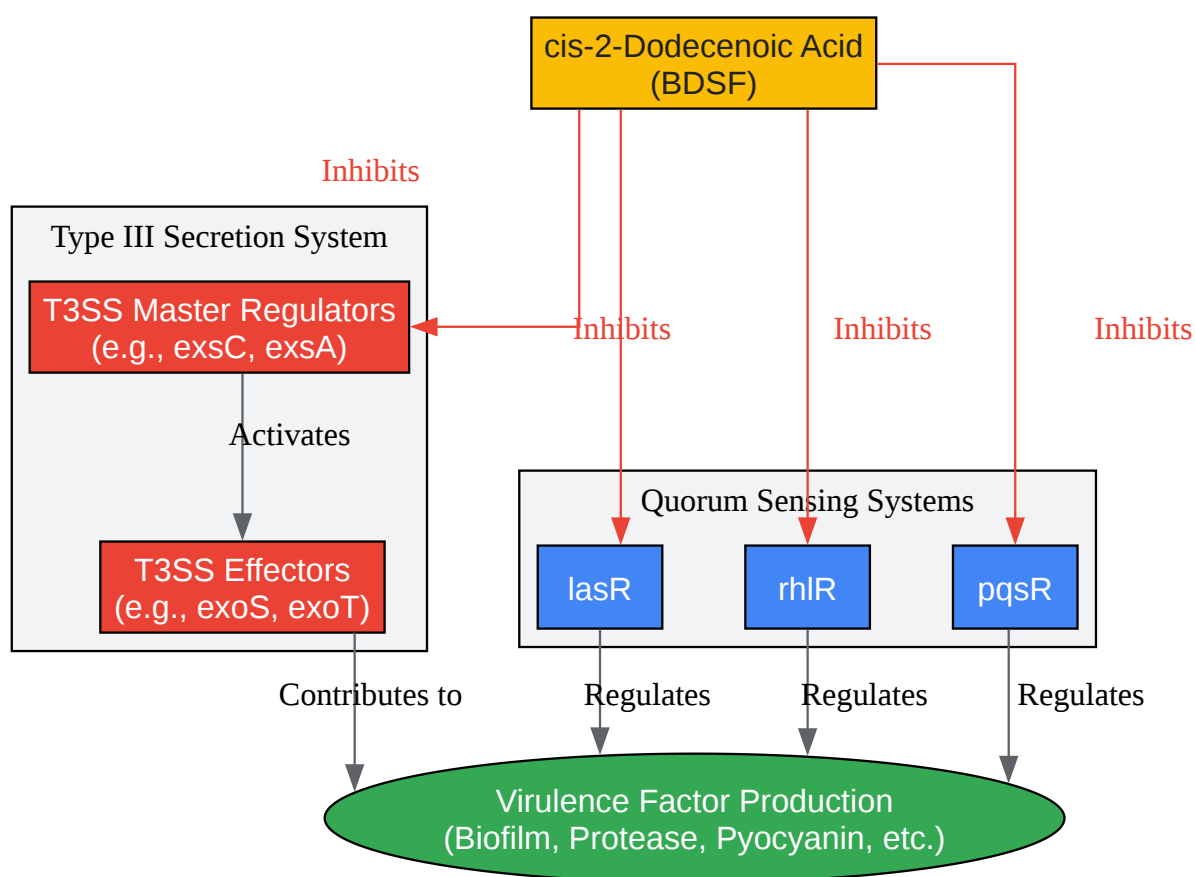 cis-2-Dodecenoic Acid
(BDSF)
Inhibits
Type III Secretion System
T3SS Master Regulators
(e.g., exsC, exsA)
Inhibits
Inhibits
Inhibits
Activates
Quorum Sensing Systems
T3SS Effectors
(e.g., exoS, exoT)
lasR
rhlR
pqsR
Contributes to
Regulates
Regulates
Regulates
Virulence Factor Production
(Biofilm, Protease, Pyocyanin, etc.)